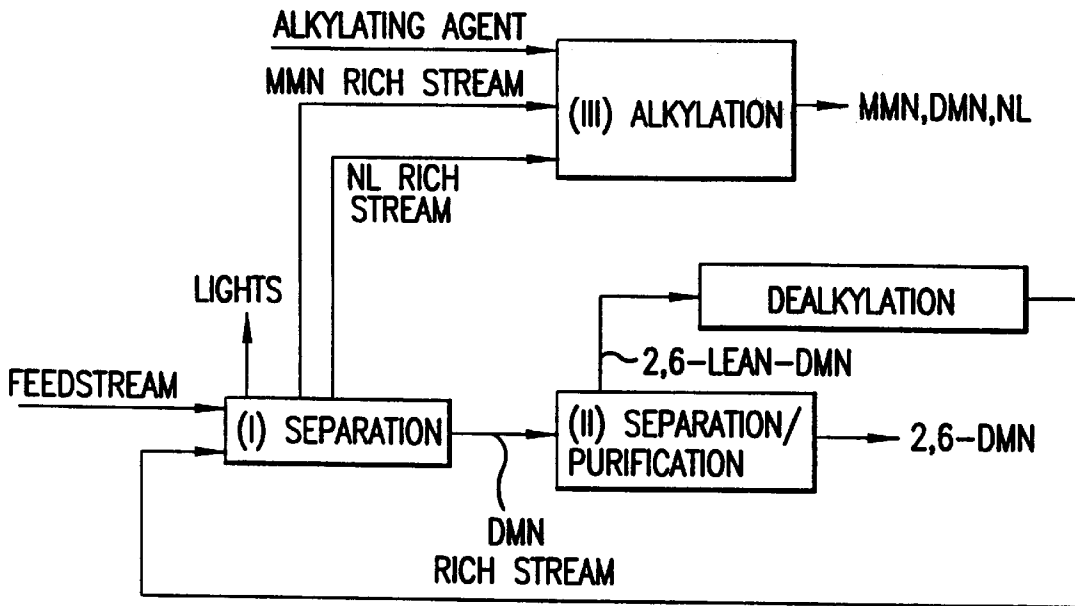 ALKYLATING AGENT
MMN RICH STREAM
(III) ALKYLATION
MMN,DMN,NL
NL RICH
STREAM
LIGHTS
DEALKYLATION
2,6-LEAN-DMN
FEEDSTREAM
(I) SEPARATION
(II) SEPARATION/
PURIFICATION
2,6-DMN
DMN
RICH STREAM